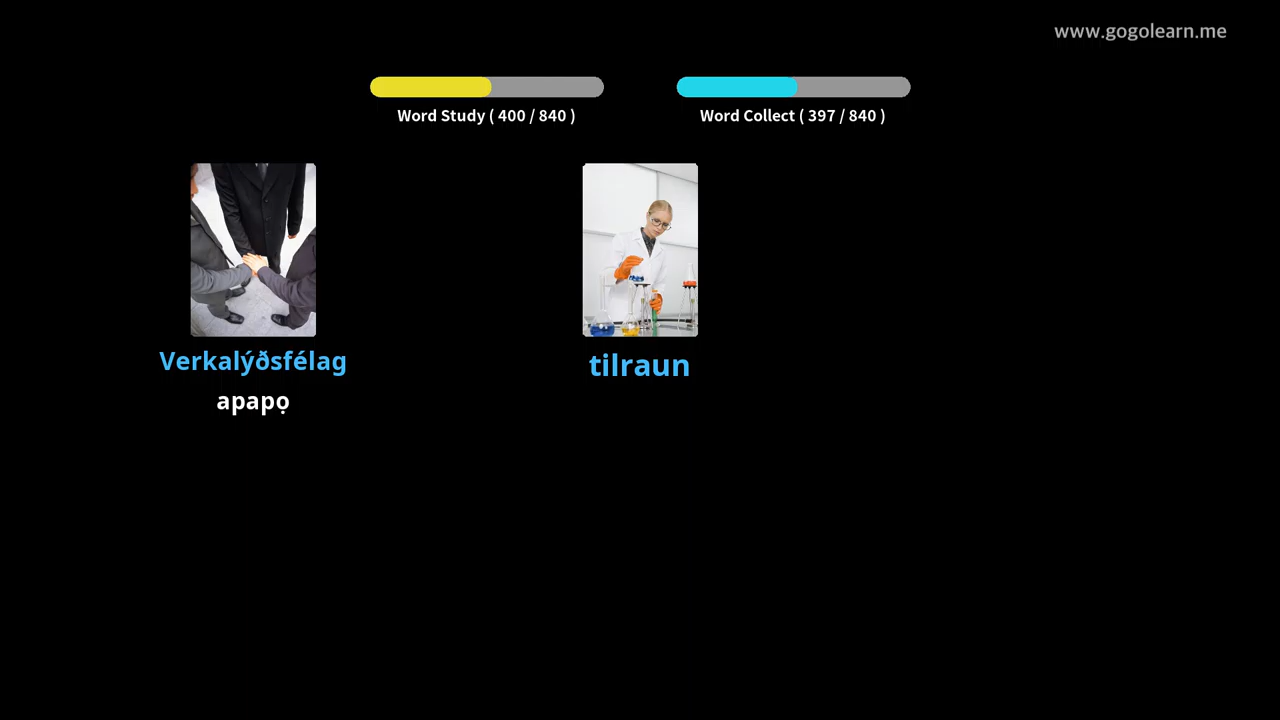 www.gogolearn.me
Word Study ( 400 / 840 )
Word Collect ( 397 / 840 )
Verkalýðsfélag
apapọ
tilraun